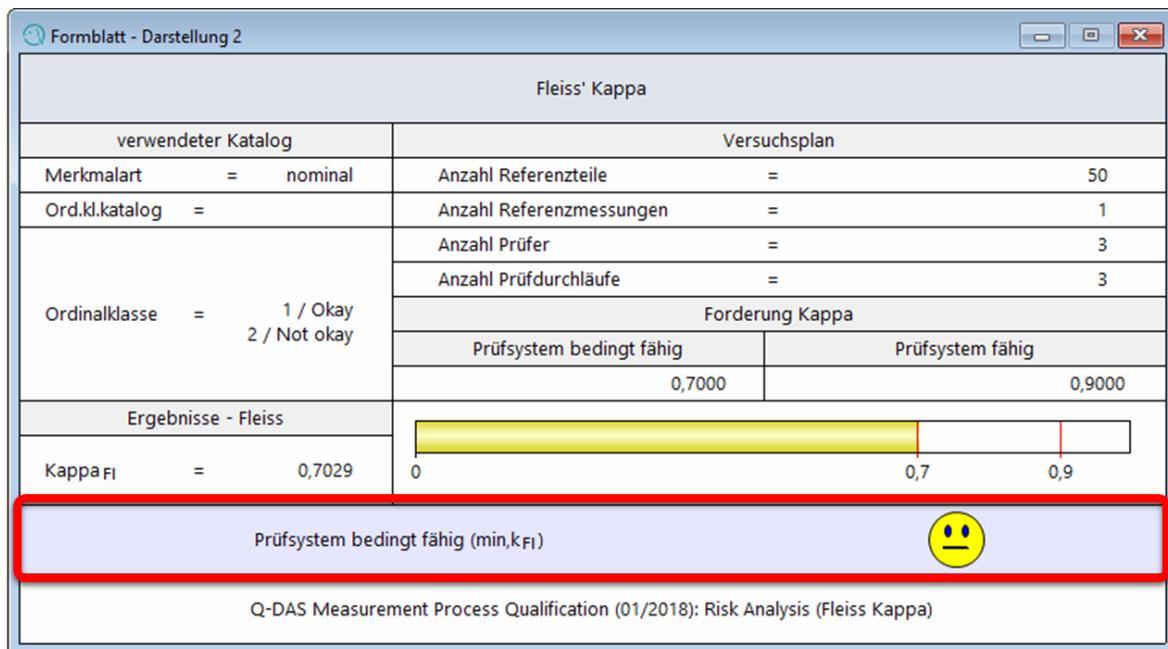 Formblatt - Darstellung 2
Fleiss' Kappa
verwendeter Katalog
Versuchsplan
Merkmalart = nominal
Anzahl Referenzteile = 50
Ord.kl.katalog =
Anzahl Referenzmessungen = 1
Anzahl Prüfer = 3
Anzahl Prüfdurchläufe = 3
Ordinalklasse = 1 / Okay
2 / Not okay
Forderung Kappa
Prüfsystem bedingt fähig
Prüfsystem fähig
0,7000
0,9000
Ergebnisse - Fleiss
Kappa FI = 0,7029
0 0,7 0,9
Prüfsystem bedingt fähig (min,k FI)
Q-DAS Measurement Process Qualification (01/2018): Risk Analysis (Fleiss Kappa)